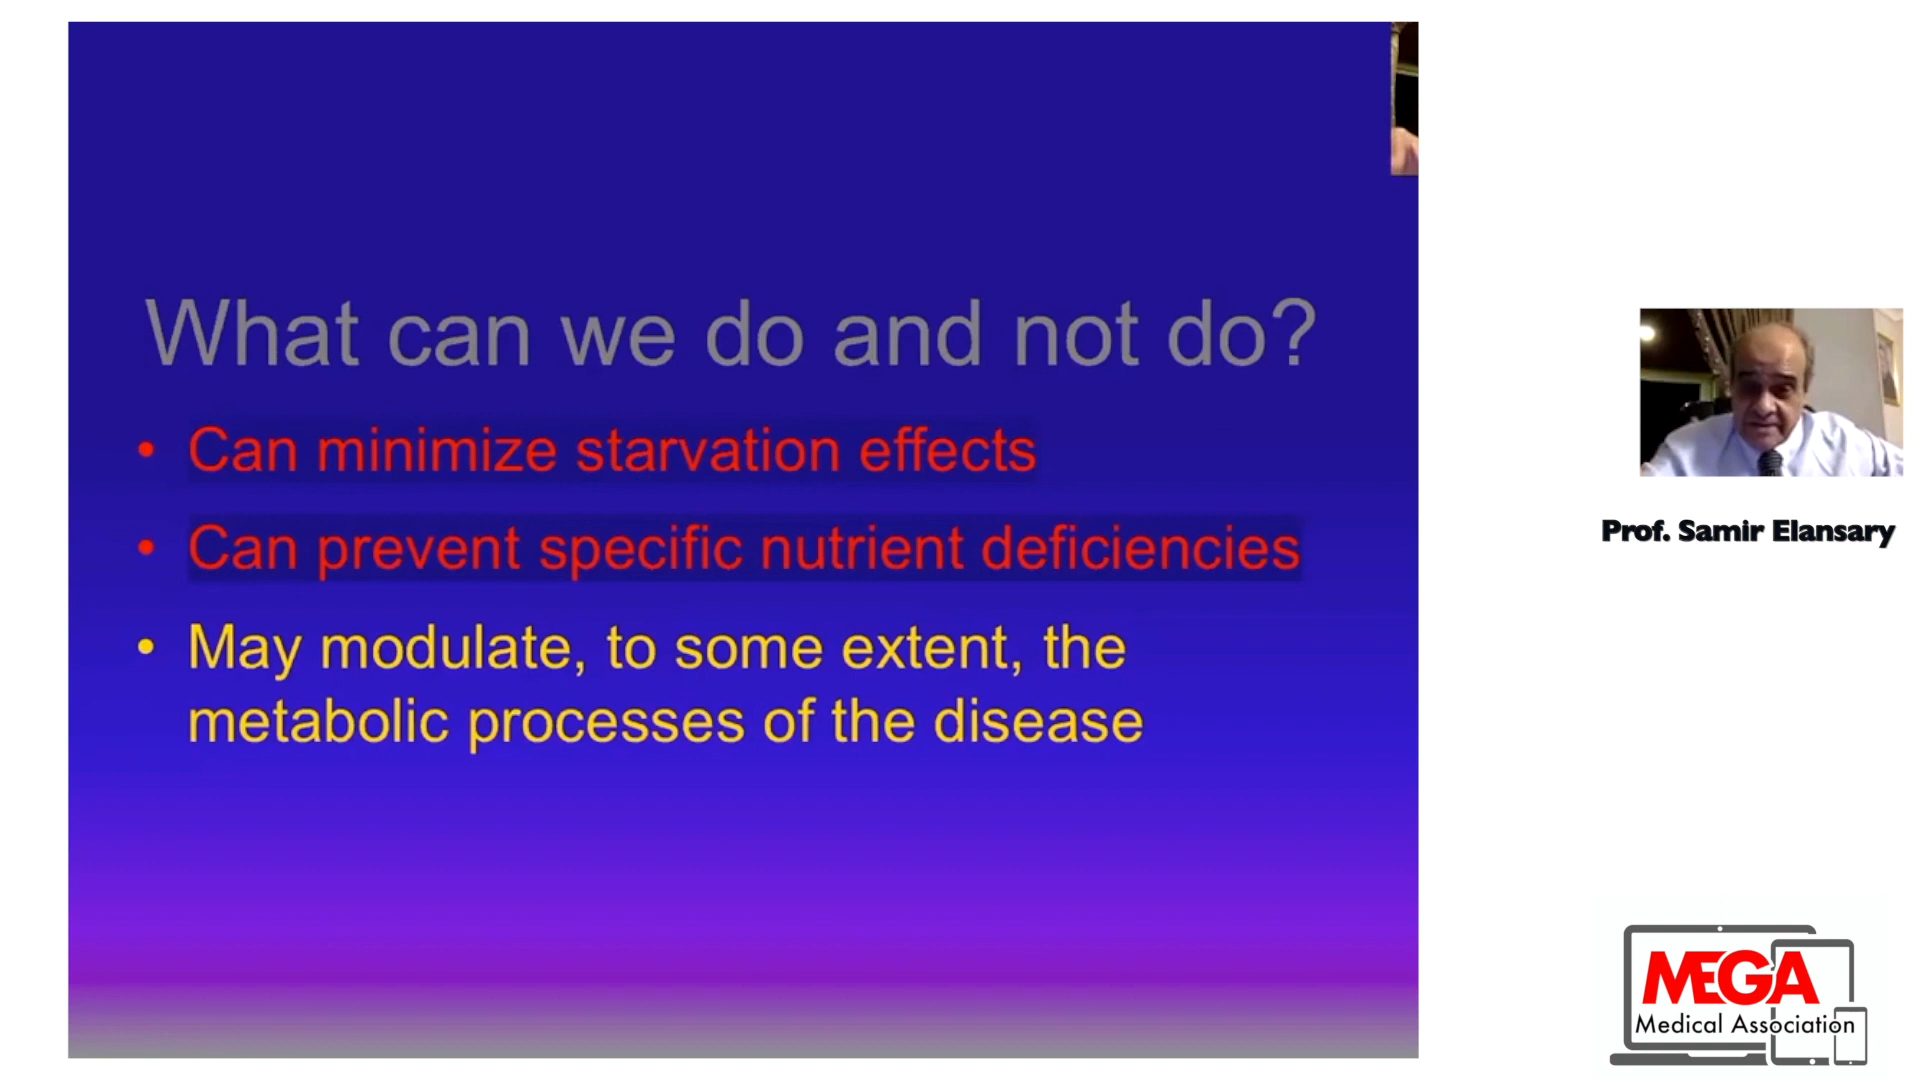 What can we do and not do?
• Can minimize starvation effects
• Can prevent specific nutrient deficiencies
• May modulate, to some extent, the
metabolic processes of the disease
Prof. Samir Elansary
MEGA
Medical Association